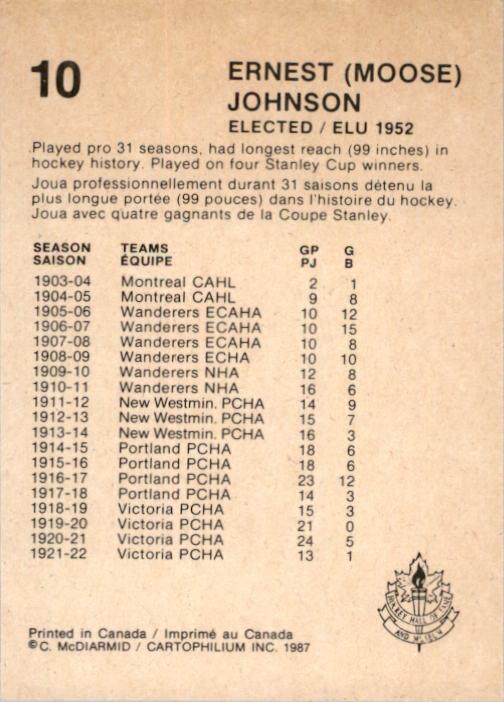 10
ERNEST (MOOSE)
JOHNSON
ELECTED / ELU 1952
Played pro 31 seasons, had longest reach (99 inches) in
hockey history. Played on four Stanley Cup winners.
Joua professionnellement durant 31 saisons détenu la
plus longue portée (99 pouces) dans l'histoire du hockey.
Joua avec quatre gagnants de la Coupe Stanley.
SEASON TEAMS GP G
SAISON ÉQUIPE PJ B
1903-04 Montreal CAHL 2 1
1904-05 Montreal CAHL 9 8
1905-06 Wanderers ECAHA 10 12
1906-07 Wanderers ECAHA 10 15
1907-08 Wanderers ECAHA 10 8
1908-09 Wanderers ECHA 10 10
1909-10 Wanderers NHA 12 8
1910-11 Wanderers NHA 16 6
1911-12 New Westmin. PCHA 14 9
1912-13 New Westmin. PCHA 15 7
1913-14 New Westmin. PCHA 16 3
1914-15 Portland PCHA 18 6
1915-16 Portland PCHA 18 6
1916-17 Portland PCHA 23 12
1917-18 Portland PCHA 14 3
1918-19 Victoria PCHA 15 3
1919-20 Victoria PCHA 21 0
1920-21 Victoria PCHA 24 5
1921-22 Victoria PCHA 13 1
HOCKEY HALL OF FAME
AND MUSEUM
Printed in Canada / Imprimé au Canada
©C. McDIARMID / CARTOPHILIUM INC. 1987